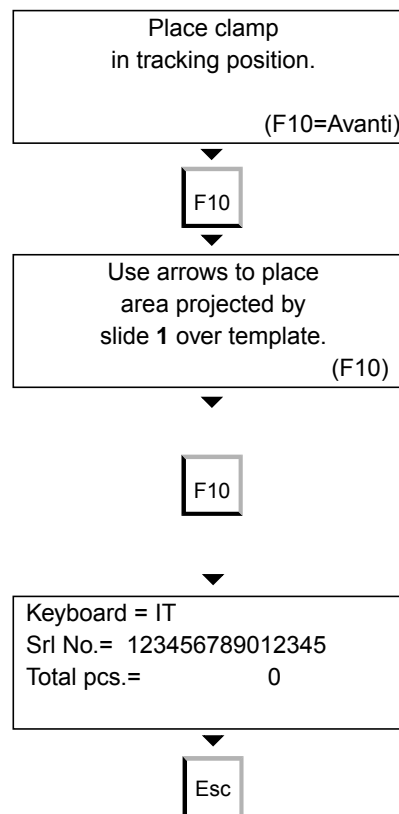 Place clamp
in tracking position.
(F10=Avanti)
F10
Use arrows to place
area projected by
slide 1 over template.
(F10)
F10
Keyboard = IT
Srl No.= 123456789012345
Total pcs.= 0
Esc